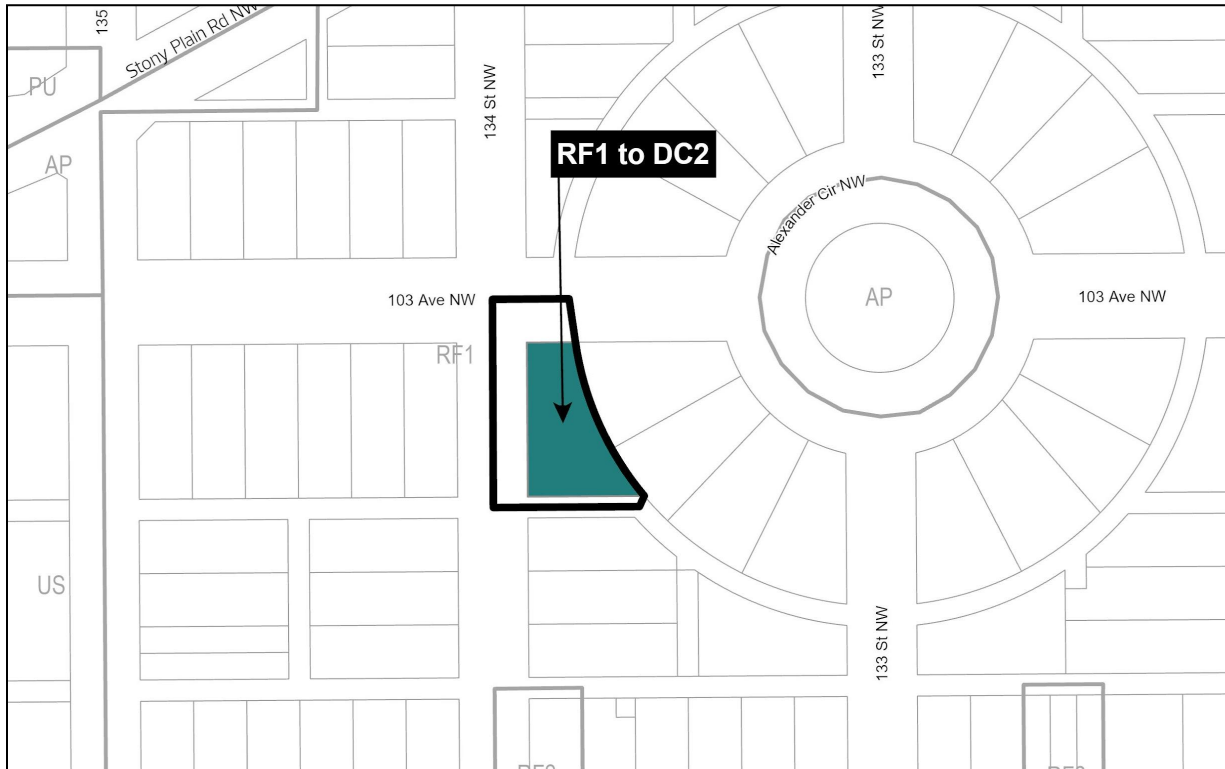 135
Stony Plain Rd NW
PU
134 St NW
133 St NW
AP
RF1 to DC2
Alexander Cir NW
103 Ave NW
AP
103 Ave NW
RF1
US
133 St NW